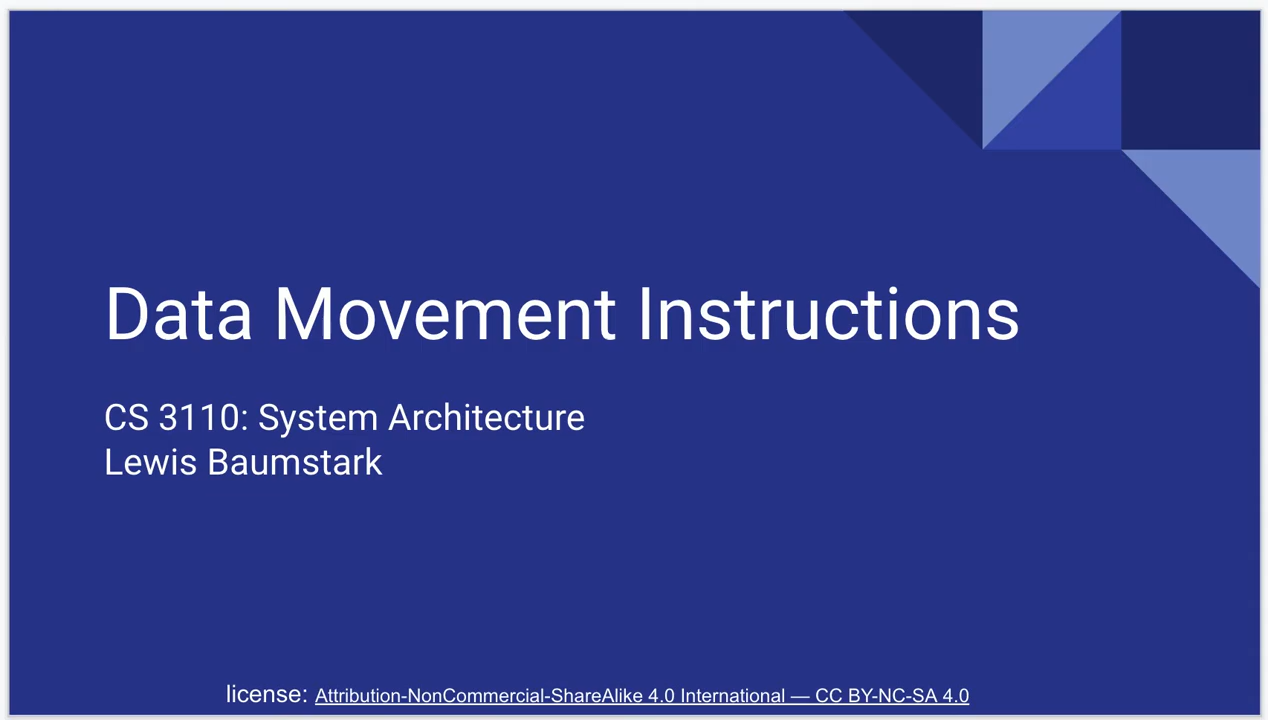 Data Movement Instructions
CS 3110: System Architecture
Lewis Baumstark
license: Attribution-NonCommercial-ShareAlike 4.0 International — CC BY-NC-SA 4.0